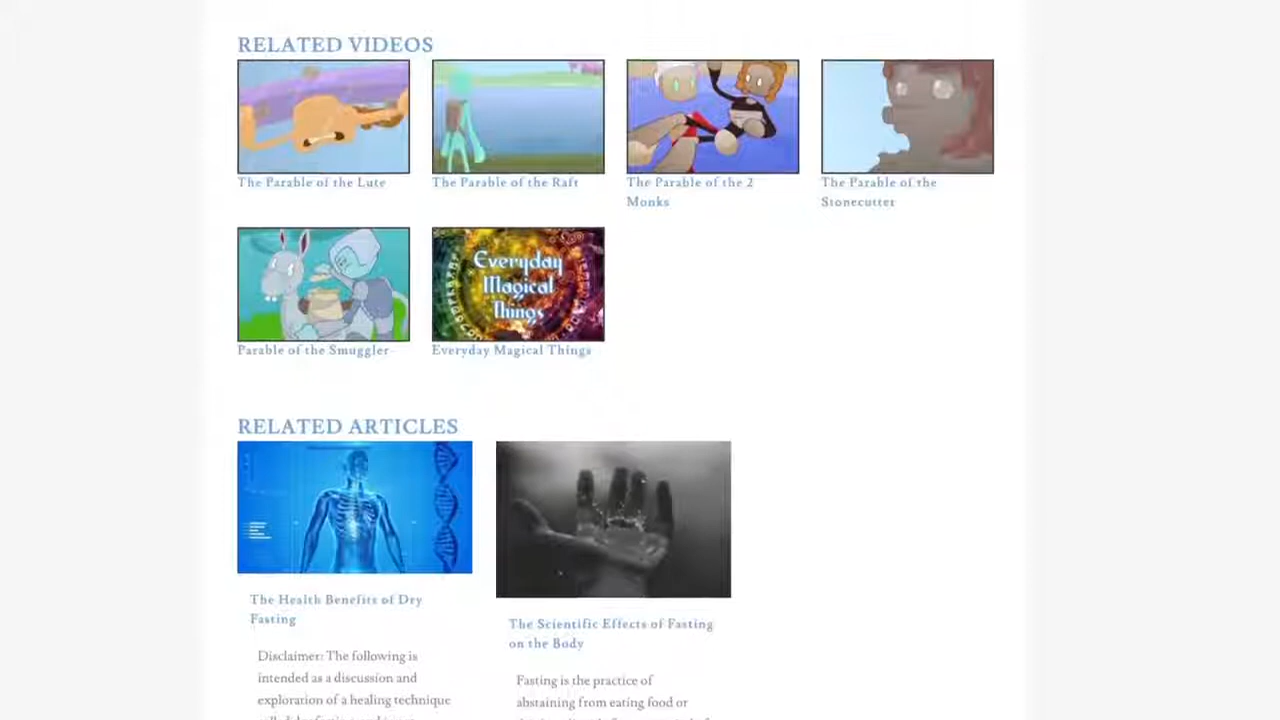 RELATED VIDEOS
The Parable of the Lute
The Parable of the Raft
The Parable of the 2
Monks
The Parable of the
Stonecutter
Everyday
Magical
Things
Parable of the Smuggler
Everyday Magical Things
RELATED ARTICLES
The Health Benefits of Dry
Fasting
Disclaimer: The following is
intended as a discussion and
exploration of a healing technique
The Scientific Effects of Fasting
on the Body
Fasting is the practice of
abstaining from eating food or